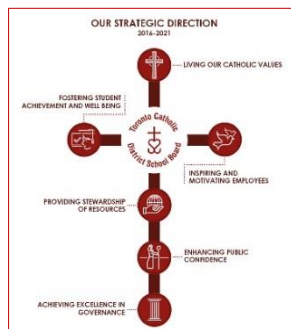 OUR STRATEGIC DIRECTION
2016-2021
LIVING OUR CATHOLIC VALUES
FOSTERING STUDENT
ACHIEVEMENT AND WELL BEING
Toronto Catholic
District School Board
INSPIRING AND
MOTIVATING EMPLOYEES
PROVIDING STEWARDSHIP
OF RESOURCES
ENHANCING PUBLIC
CONFIDENCE
ACHIEVING EXCELLENCE IN
GOVERNANCE